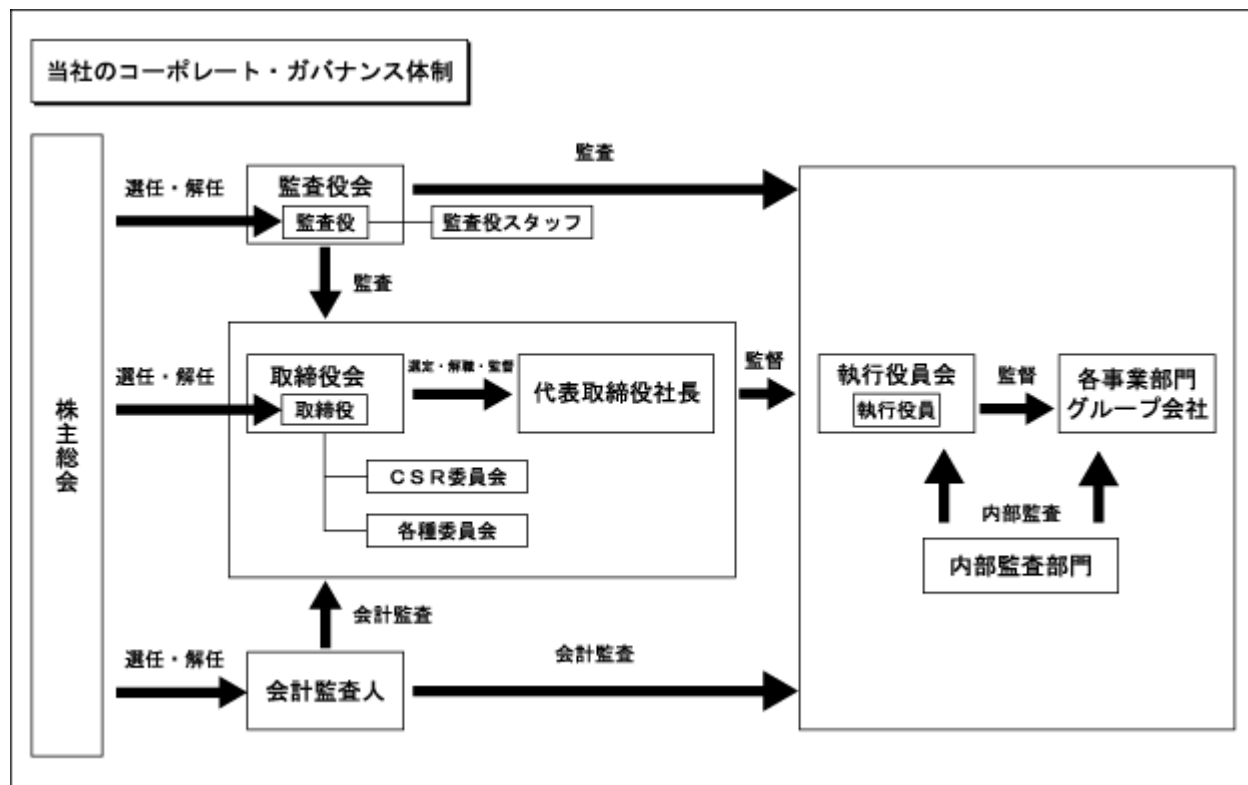 当社のコーポレート・ガバナンス体制
株主総会
選任・解任
監査役会
監査役
監査役スタッフ
監査
監査
選任・解任
取締役会
取締役
選定・解職・監督
代表取締役社長
CSR委員会
各種委員会
監督
執行役員会
執行役員
監督
各事業部門
グループ会社
内部監査
内部監査部門
会計監査
選任・解任
会計監査人
会計監査